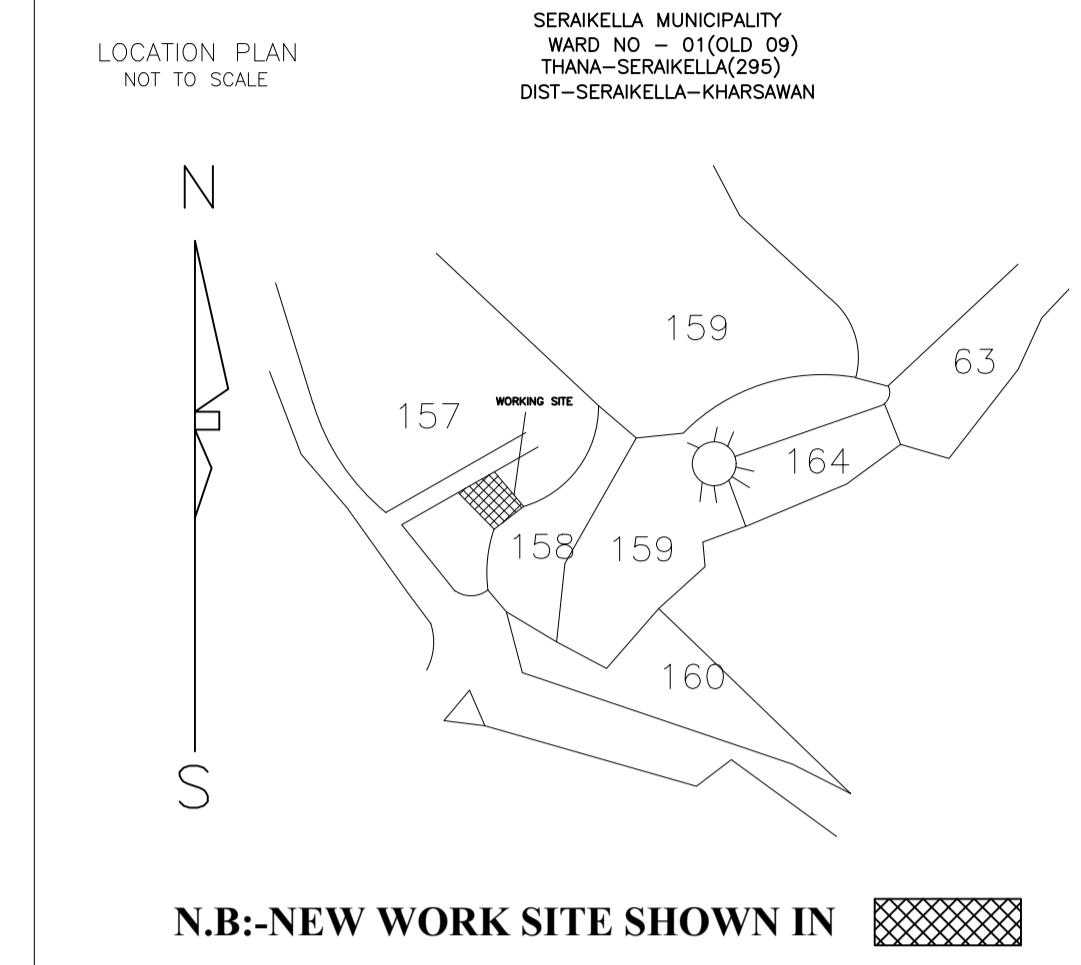 LOCATION PLAN
NOT TO SCALE
SERAIKELLA MUNICIPALITY
WARD NO - 01(OLD 09)
THANA-SERAIKELLA(295)
DIST-SERAIKELLA-KHARSAWAN
N
159
63
157
WORKING SITE
164
158
159
160
S
N.B:-NEW WORK SITE SHOWN IN